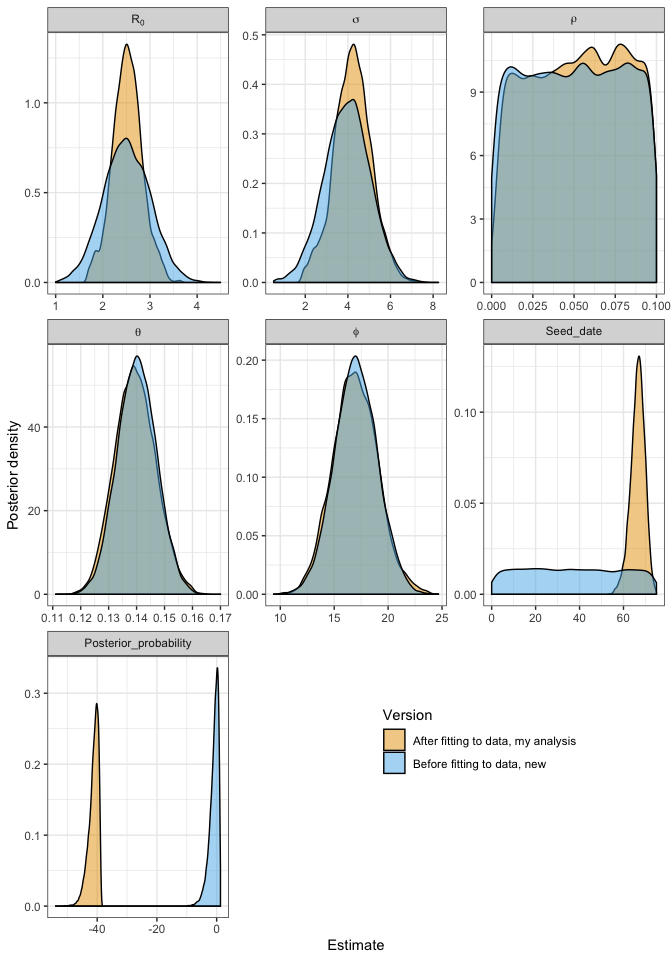 R0 σ ρ
1.0
0.5
0.0
1 2 3 4
0.5
0.4
0.3
0.2
0.1
0.0
2 4 6 8
9
6
3
0
0.000 0.025 0.050 0.075 0.100
θ ϕ Seed_date
40
20
0
0.11 0.12 0.13 0.14 0.15 0.16 0.17
0.20
0.15
0.10
0.05
0.00
10 15 20 25
0.10
0.05
0.00
0 20 40 60
Posterior density
Posterior_probability
0.3
0.2
0.1
0.0
-40 -20 0
Version
After fitting to data, my analysis
Before fitting to data, new
Estimate